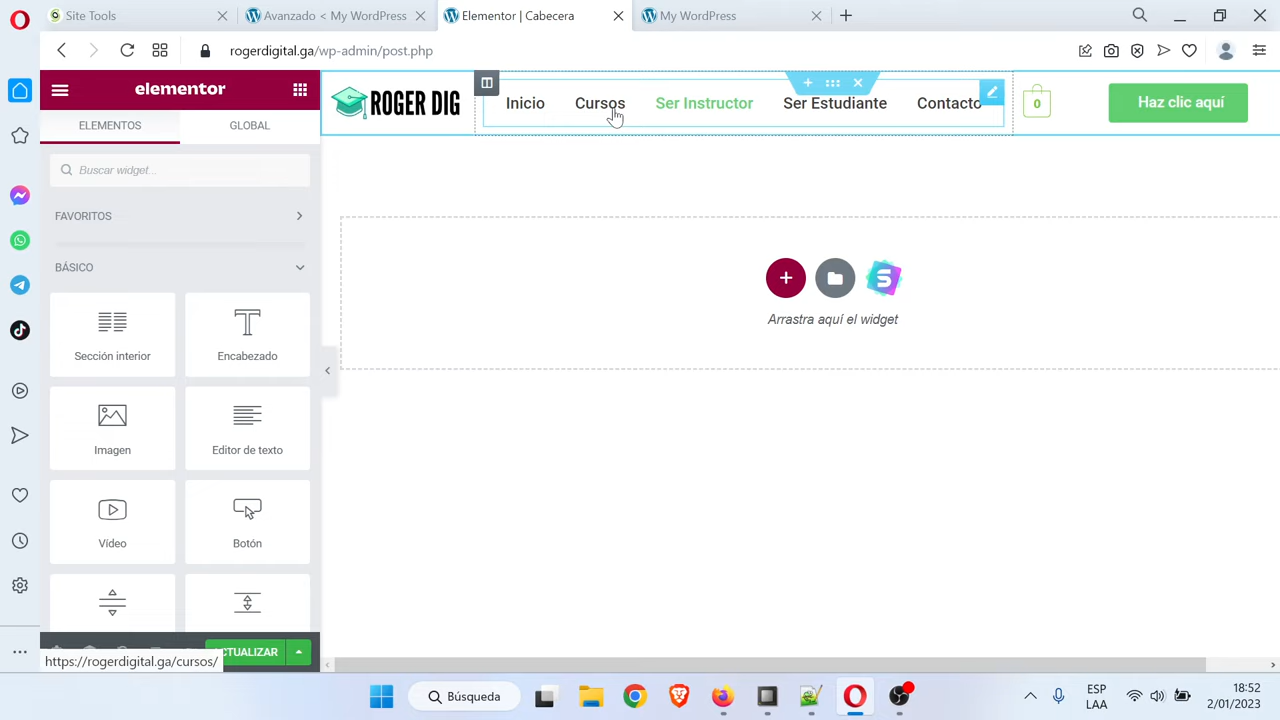 Site Tools
Avanzado < My WordPress
Elementor | Cabecera
My WordPress
rogerdigital.ga/wp-admin/post.php
elementor
ELEMENTOS
GLOBAL
Buscar widget...
FAVORITOS
BÁSICO
Sección interior
Encabezado
Imagen
Editor de texto
Vídeo
Botón
ACTUALIZAR
https://rogerdigital.ga/cursos/
ROGER DIG
Inicio
Cursos
Ser Instructor
Ser Estudiante
Contacto
0
Haz clic aquí
Arrastra aquí el widget
Búsqueda
ESP
LAA
18:52
2/01/2023